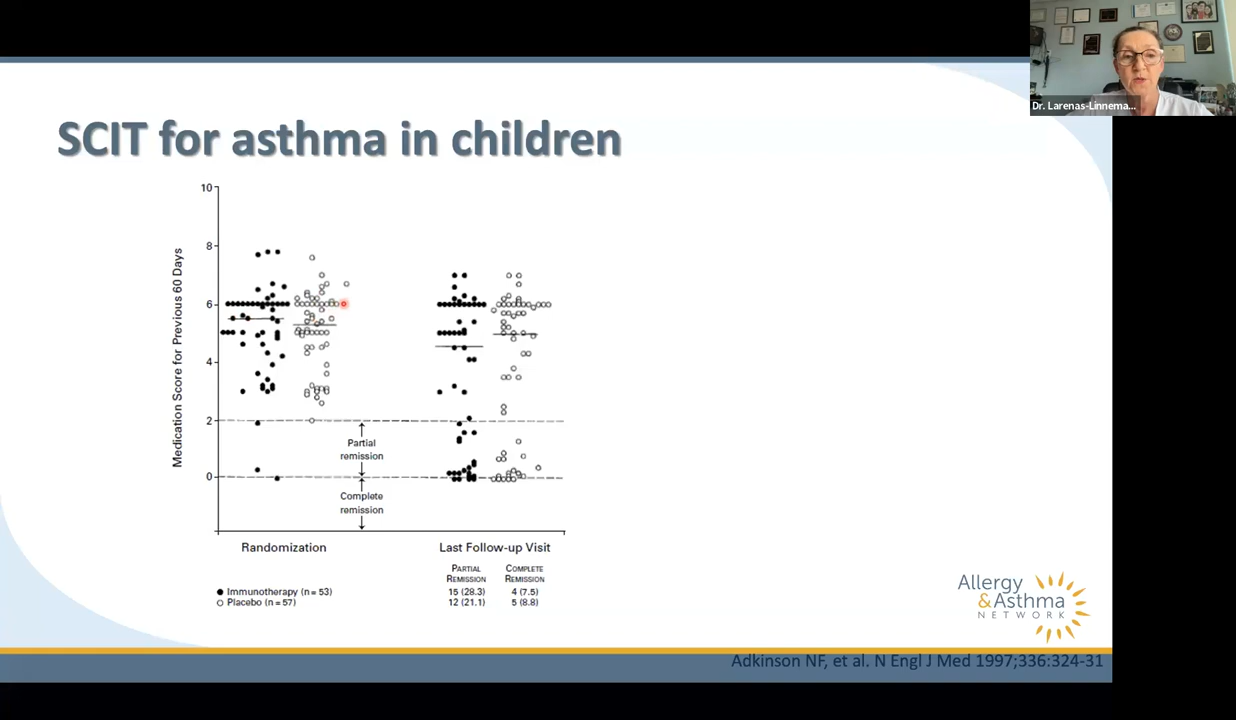 Dr. Larenas-Linnema...
SCIT for asthma in children
10
8
6
4
2
0
Medication Score for Previous 60 Days
Partial
remission
Complete
remission
Randomization
Last Follow-up Visit
PARTIAL REMISSION
COMPLETE REMISSION
● Immunotherapy (n = 53) 15 (28.3) 4 (7.5)
○ Placebo (n = 57) 12 (21.1) 5 (8.8)
Allergy
&Asthma
NETWORK
Adkinson NF, et al. N Engl J Med 1997;336:324-31